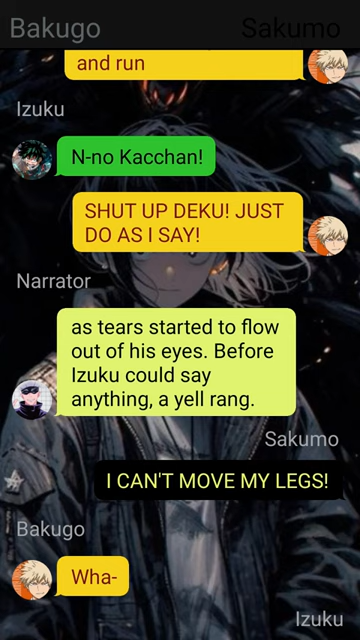 Bakugo
Sakumo
and run
Izuku
N-no Kacchan!
SHUT UP DEKU! JUST
DO AS I SAY!
Narrator
as tears started to flow
out of his eyes. Before
Izuku could say
anything, a yell rang.
Sakumo
I CAN'T MOVE MY LEGS!
Bakugo
Wha-
Izuku